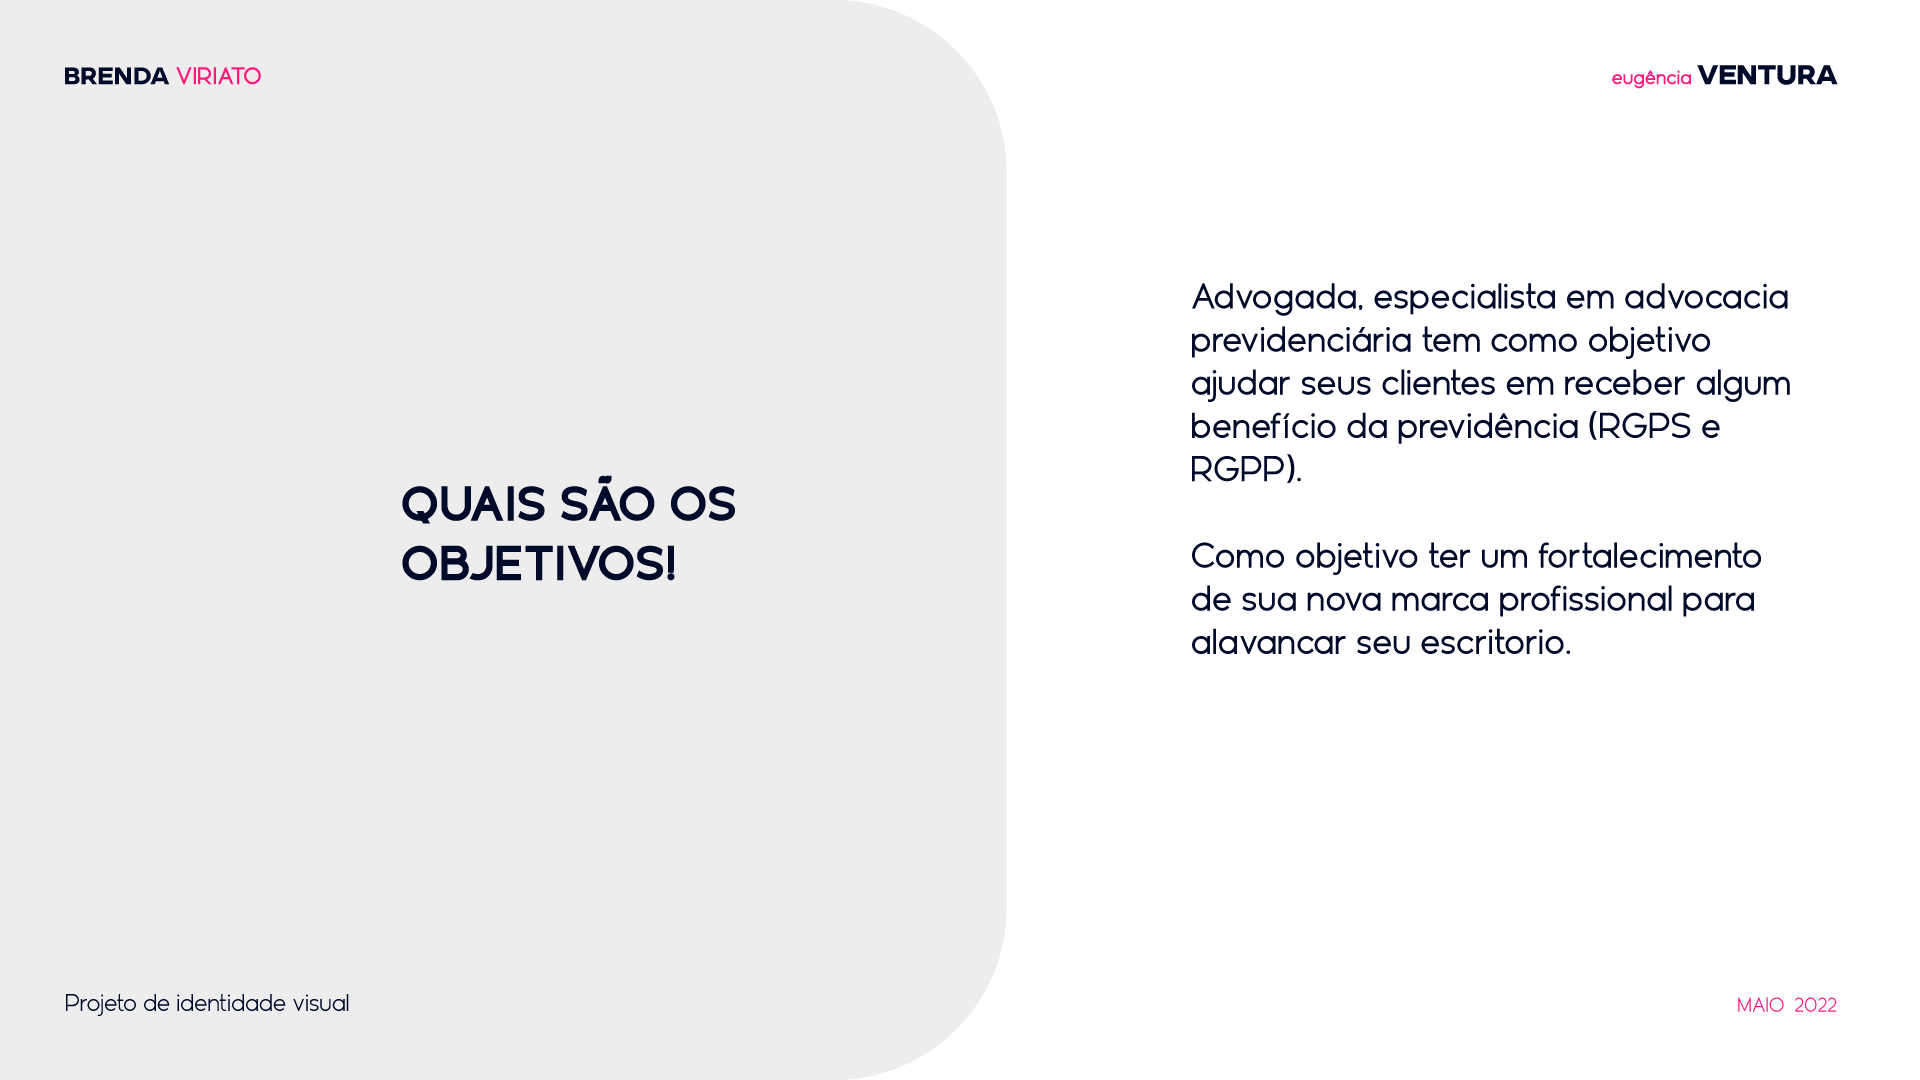 BRENDA VIRIATO
eugência VENTURA
QUAIS SÃO OS
OBJETIVOS!
Advogada, especialista em advocacia
previdenciária tem como objetivo
ajudar seus clientes em receber algum
benefício da previdência (RGPS e
RGPP).
Como objetivo ter um fortalecimento
de sua nova marca profissional para
alavancar seu escritorio.
Projeto de identidade visual
MAIO 2022